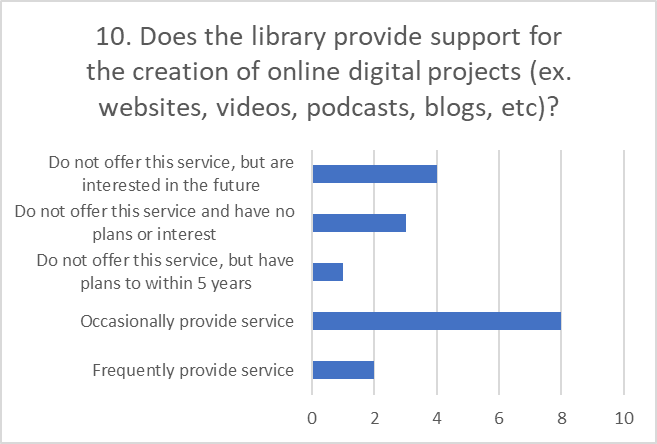 10. Does the library provide support for
the creation of online digital projects (ex.
websites, videos, podcasts, blogs, etc)?
Do not offer this service, but are
interested in the future
Do not offer this service and have no
plans or interest
Do not offer this service, but have
plans to within 5 years
Occasionally provide service
Frequently provide service
0 2 4 6 8 10